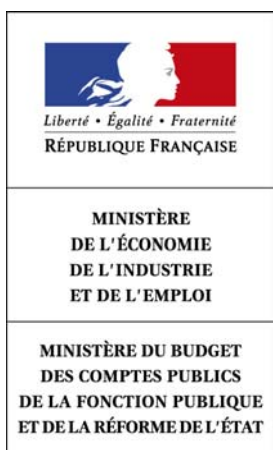 Liberté • Égalité • Fraternité
RÉPUBLIQUE FRANÇAISE
MINISTÈRE
DE L'ÉCONOMIE
DE L'INDUSTRIE
ET DE L'EMPLOI
MINISTÈRE DU BUDGET
DES COMPTES PUBLICS
DE LA FONCTION PUBLIQUE
ET DE LA RÉFORME DE L'ÉTAT